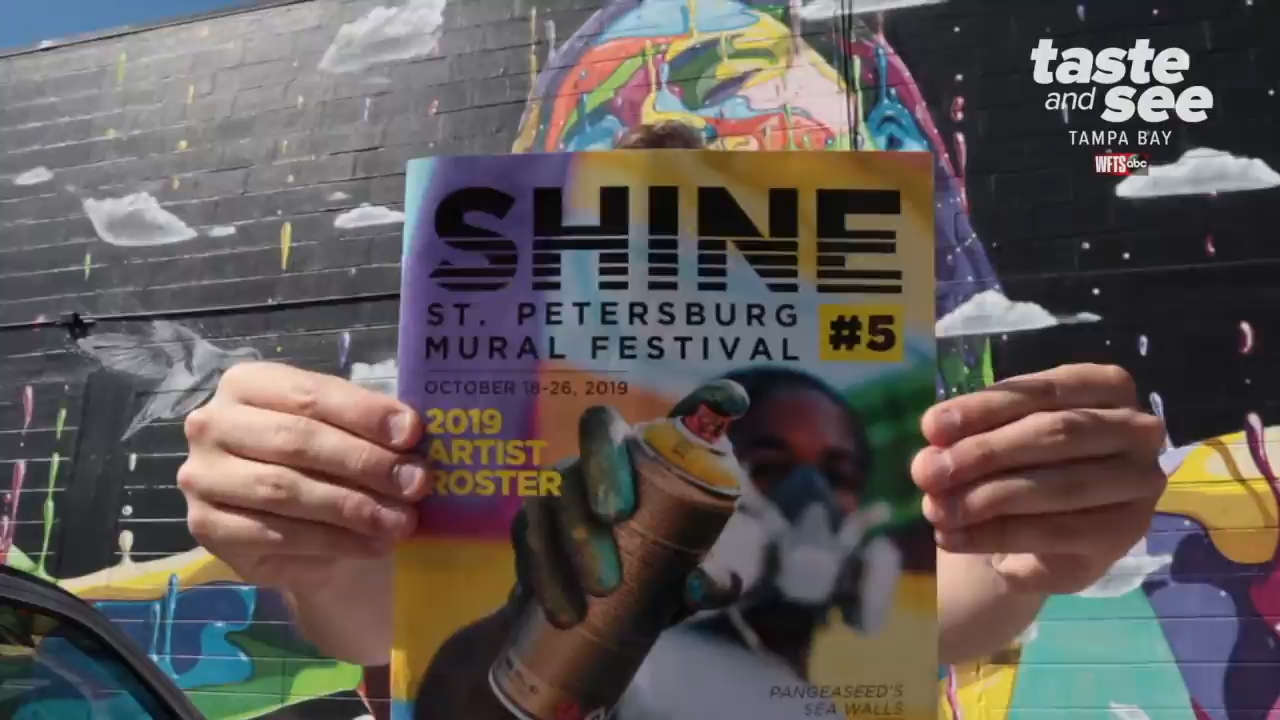 taste
and see
TAMPA BAY
WFTS abc
SHINE
ST. PETERSBURG
MURAL FESTIVAL
#5
OCTOBER 18-26, 2019
2019
ARTIST
ROSTER
PANGEASEED'S
SEA WALLS